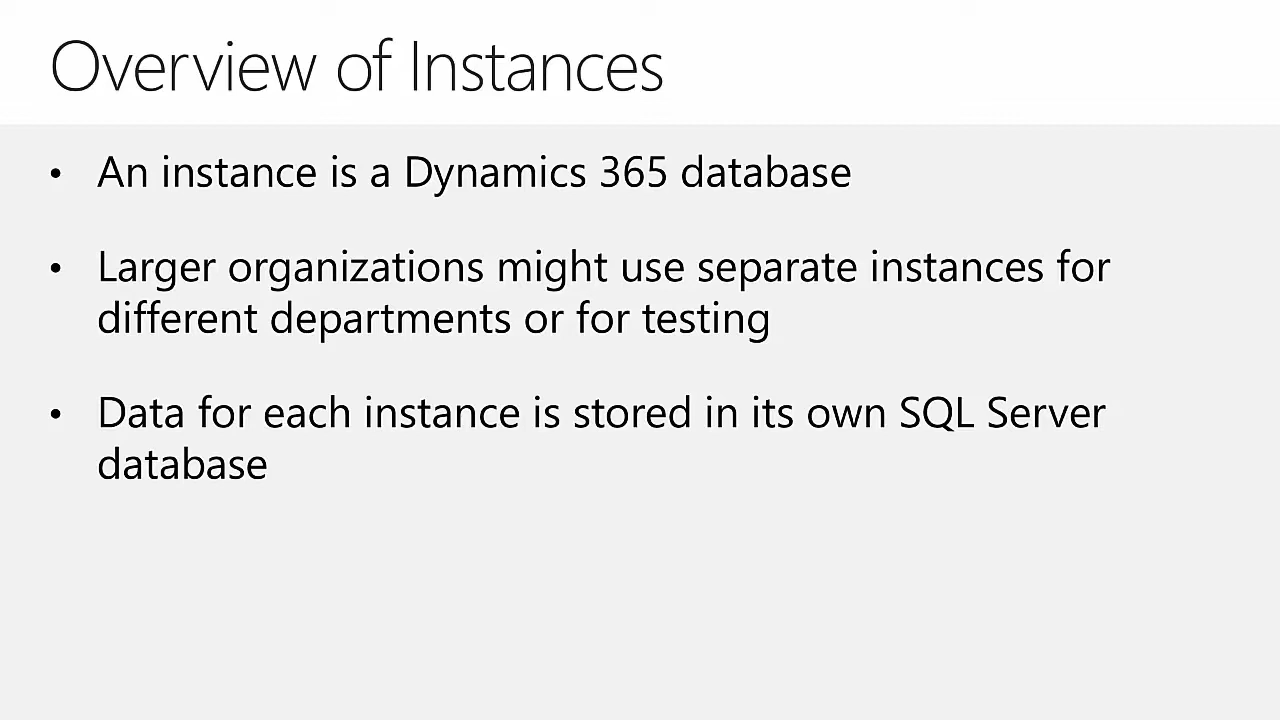 Overview of Instances
• An instance is a Dynamics 365 database
• Larger organizations might use separate instances for
different departments or for testing
• Data for each instance is stored in its own SQL Server
database